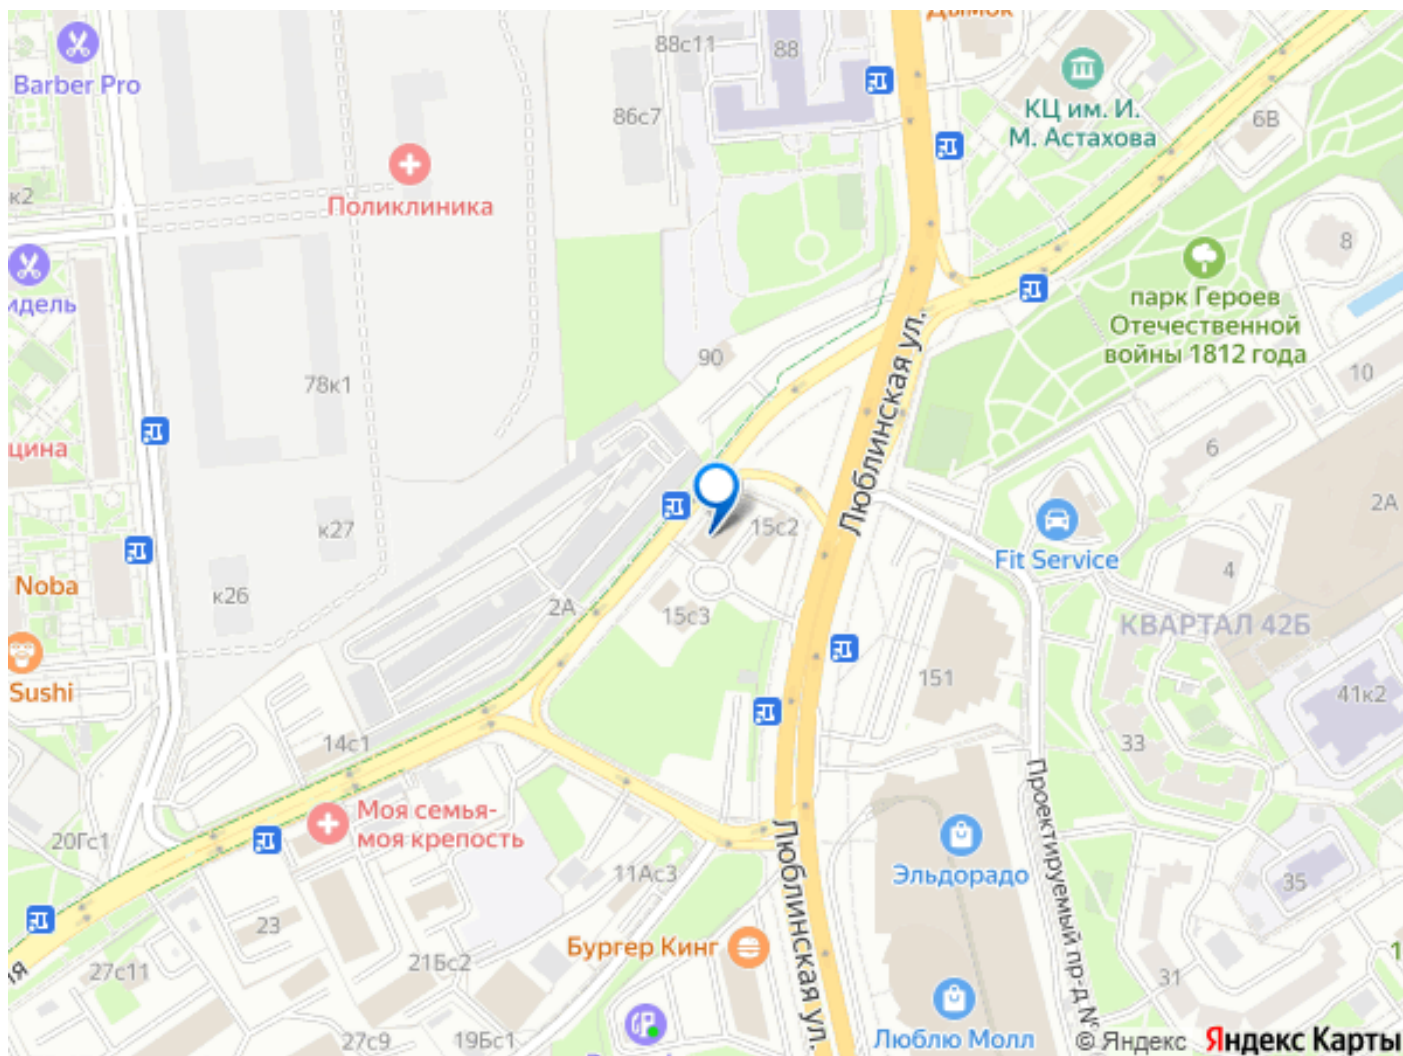 Дымок
88с11
88
Barber Pro
КЦ им. И.
М. Астахова
86с7
6В
к2
Поликлиника
8
идель
парк Героев
Отечественной
войны 1812 года
90
78к1
10
Люблинская ул.
цина
6
2А
15с2
к27
Fit Service
4
Noba
к26
2А
15с3
КВАРТАЛ 42Б
Sushi
151
41к2
14с1
33
Моя семья-
моя крепость
20Гс1
Проектируемый пр-д №
Эльдорадо
11Ас3
35
Люблинская ул.
23
Бургер Кинг
21Бс2
27с11
31
1
я
27с9
19Бс1
Люблю Молл
© Яндекс Яндекс Карты